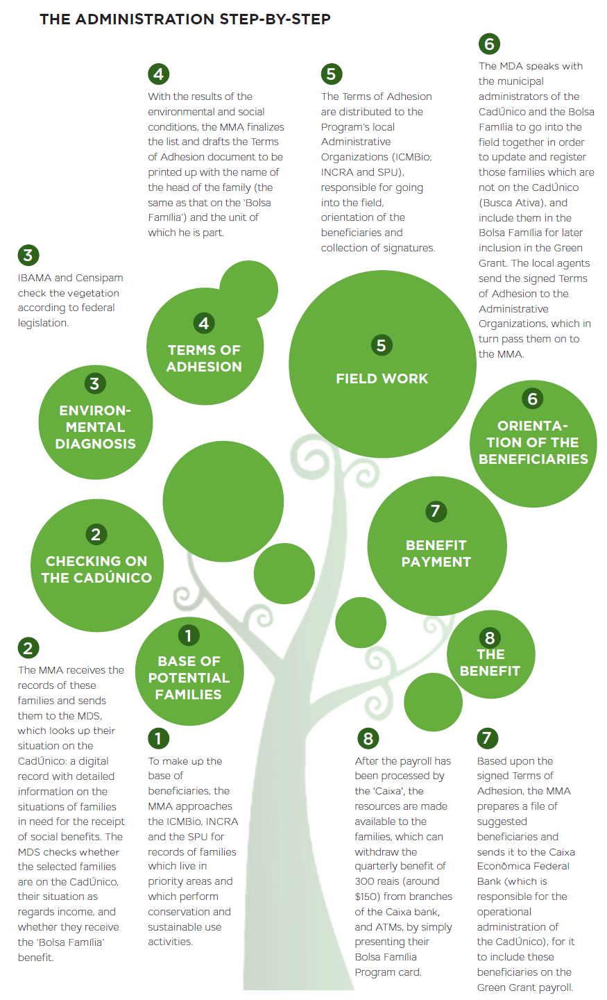 THE ADMINISTRATION STEP-BY-STEP
4
With the results of the
environmental and social
conditions, the MMA finalizes
the list and drafts the Terms
of Adhesion document to be
printed up with the name of
the head of the family (the
same as that on the ‘Bolsa
Família’) and the unit of
which he is part.
5
The Terms of Adhesion
are distributed to the
Program’s local
Administrative
Organizations (ICMBio;
INCRA and SPU),
responsible for going
into the field,
orientation of the
beneficiaries and
collection of signatures.
6
The MDA speaks with
the municipal
administrators of the
CadÚnico and the Bolsa
Família to go into the
field together in order
to update and register
those families which are
not on the CadÚnico
(Busca Ativa), and
include them in the
Bolsa Família for later
inclusion in the Green
Grant. The local agents
send the signed Terms
of Adhesion to the
Administrative
Organizations, which in
turn pass them on to
the MMA.
3
IBAMA and Censipam
check the vegetation
according to federal
legislation.
4
TERMS OF
ADHESION
5
FIELD WORK
3
ENVIRON-
MENTAL
DIAGNOSIS
6
ORIENTA-
TION OF THE
BENEFICIARIES
2
CHECKING ON
THE CADÚNICO
7
BENEFIT
PAYMENT
1
BASE OF
POTENTIAL
FAMILIES
8
THE
BENEFIT
2
The MMA receives the
records of these
families and sends
them to the MDS,
which looks up their
situation on the
CadÚnico: a digital
record with detailed
information on the
situations of families
in need for the receipt
of social benefits. The
MDS checks whether
the selected families
are on the CadÚnico,
their situation as
regards income, and
whether they receive
the ‘Bolsa Família’
benefit.
1
To make up the
base of
beneficiaries, the
MMA approaches
the ICMBio, INCRA
and the SPU for
records of families
which live in
priority areas and
which perform
conservation and
sustainable use
activities.
8
After the payroll has
been processed by
the ‘Caixa’, the
resources are made
available to the
families, which can
withdraw the
quarterly benefit of
300 reais (around
$150) from branches
of the Caixa bank,
and ATMs, by simply
presenting their
Bolsa Família
Program card.
7
Based upon the
signed Terms of
Adhesion, the MMA
prepares a file of
suggested
beneficiaries and
sends it to the Caixa
Econômica Federal
Bank (which is
responsible for the
operational
administration of
the CadÚnico), for it
to include these
beneficiaries on the
Green Grant payroll.